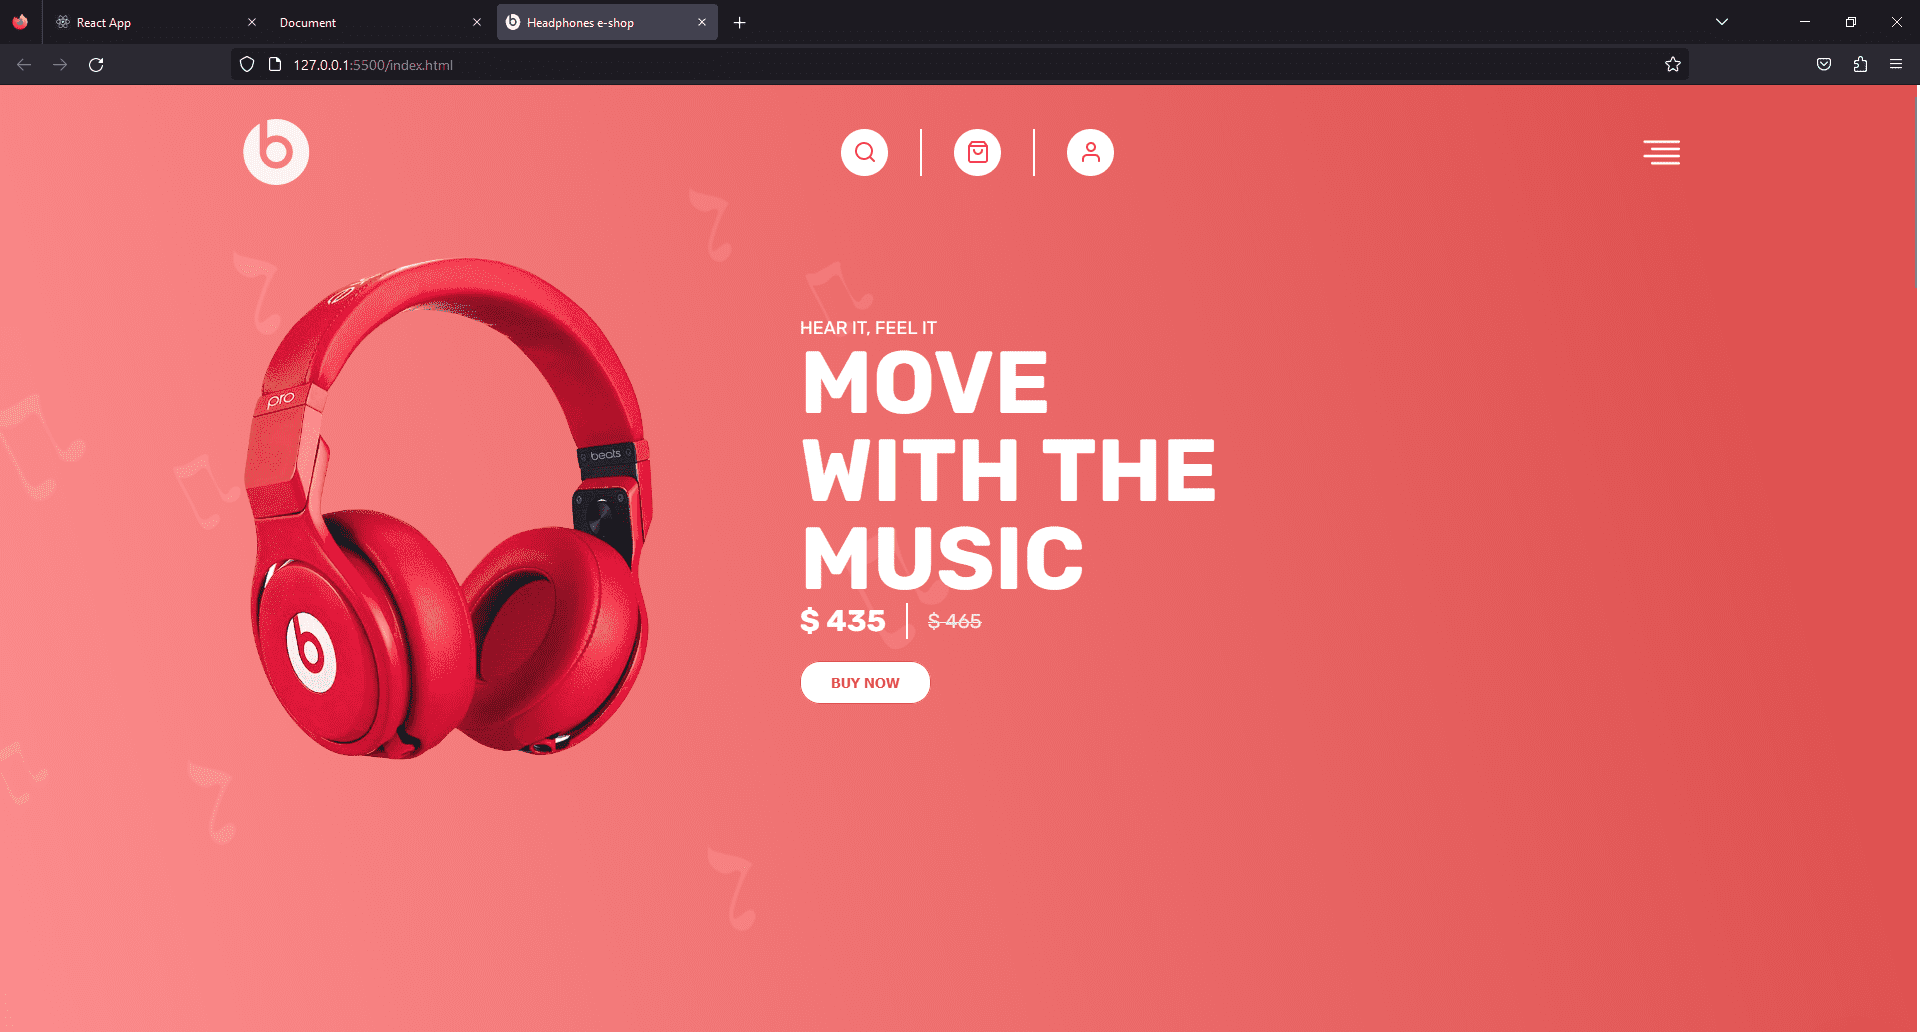 React App
Document
Headphones e-shop
127.0.0.1:5500/index.html
b
pro
beats
b
HEAR IT, FEEL IT
MOVE
WITH THE
MUSIC
$ 435
$ 465
BUY NOW